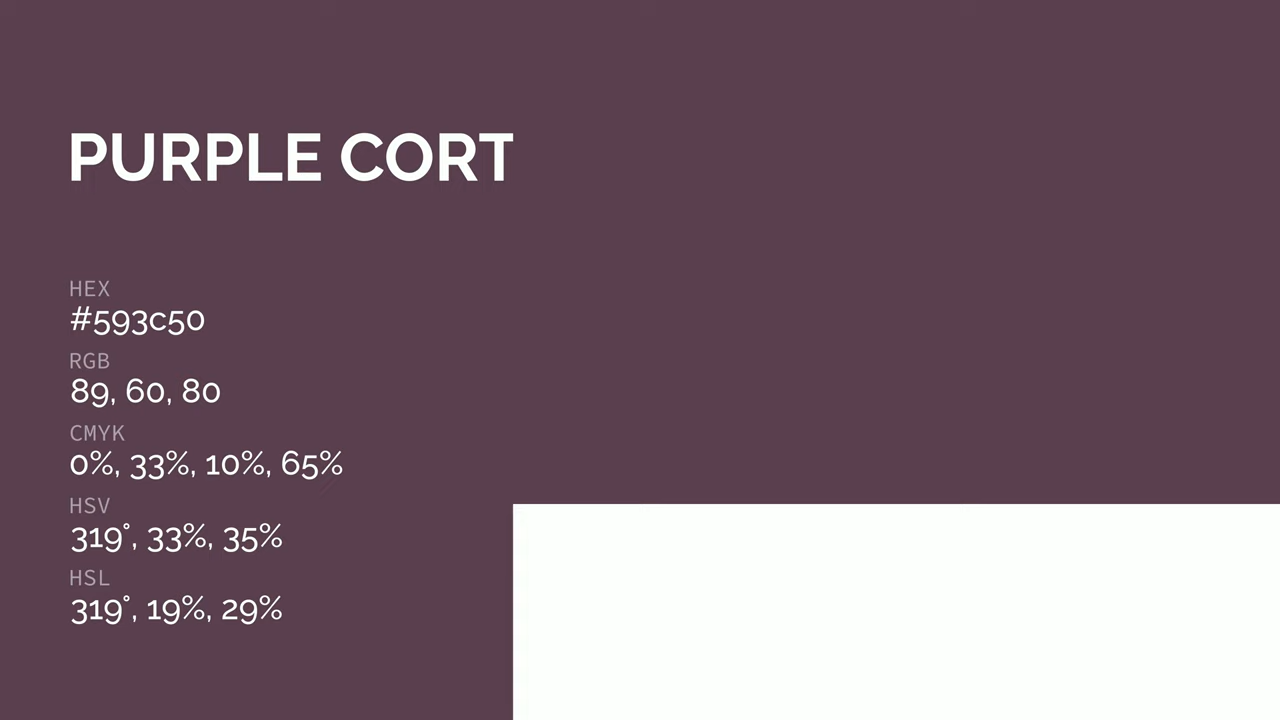 PURPLE CORT
HEX
#593c50
RGB
89, 60, 80
CMYK
0%, 33%, 10%, 65%
HSV
319°, 33%, 35%
HSL
319°, 19%, 29%